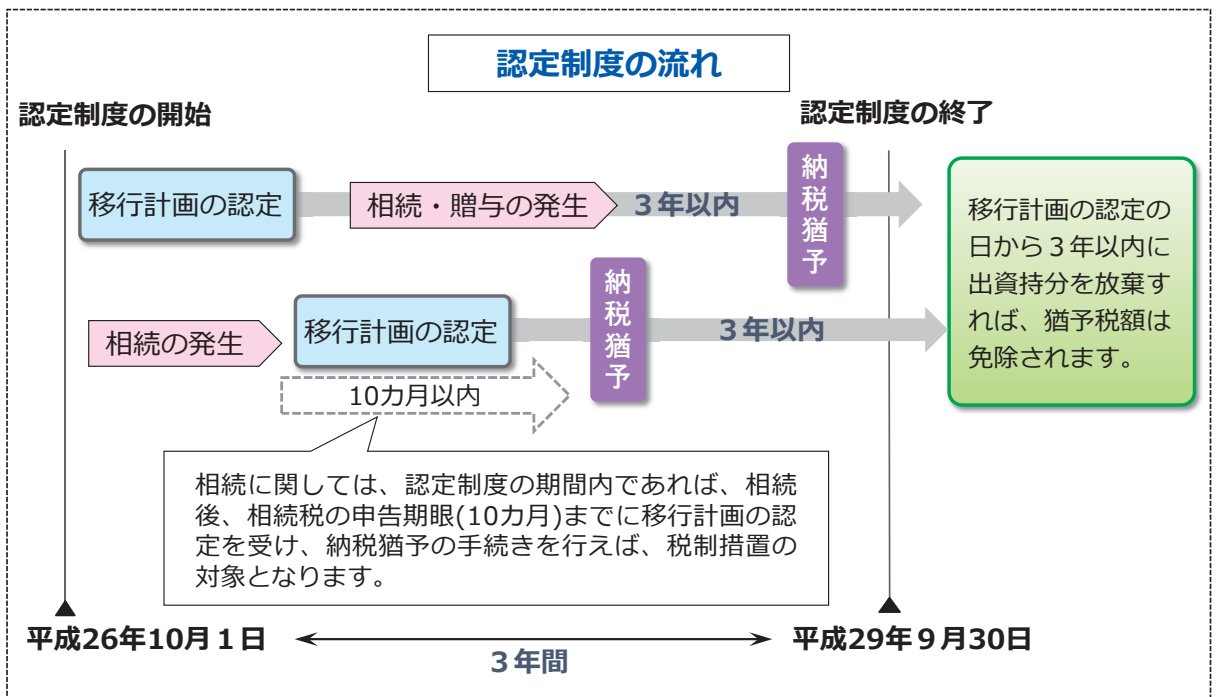 認定制度の流れ
認定制度の開始
認定制度の終了
移行計画の認定
相続・贈与の発生
3年以内
納税猶予
移行計画の認定の
日から3年以内に
出資持分を放棄す
れば、猶予税額は
免除されます。
相続の発生
移行計画の認定
納税猶予
3年以内
10カ月以内
相続に関しては、認定制度の期間内であれば、相続
後、相続税の申告期眼(10カ月)までに移行計画の認
定を受け、納税猶予の手続きを行えば、税制措置の
対象となります。
平成26年10月1日
平成29年9月30日
3年間